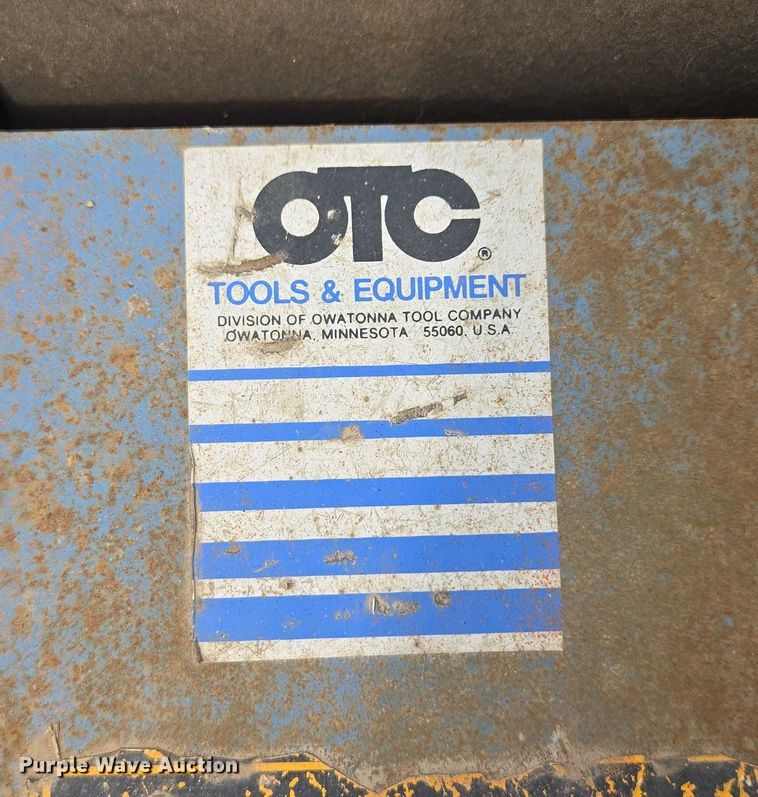 OTC®
TOOLS & EQUIPMENT
DIVISION OF OWATONNA TOOL COMPANY
OWATONNA, MINNESOTA 55060. U.S.A
Purple Wave Auction